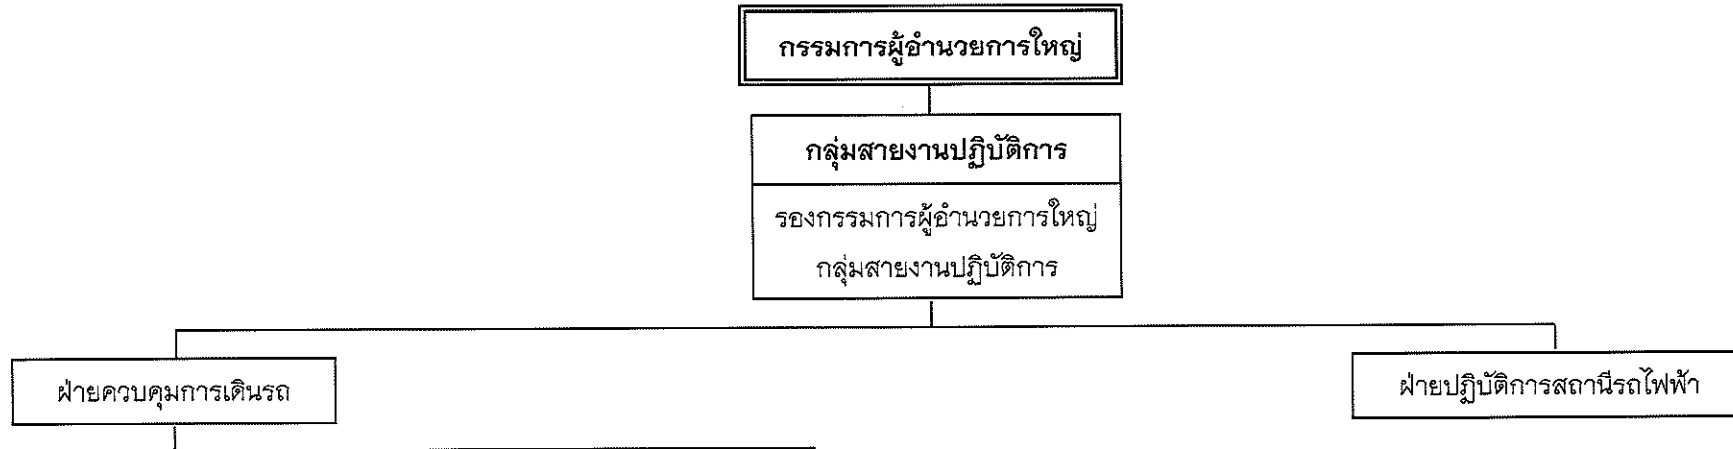 กรรมการผู้อำนวยการใหญ่
กลุ่มสายงานปฏิบัติการ
รองกรรมการผู้อำนวยการใหญ่
กลุ่มสายงานปฏิบัติการ
ฝ่ายควบคุมการเดินรถ
ฝ่ายปฏิบัติการสถานีรถไฟฟ้า